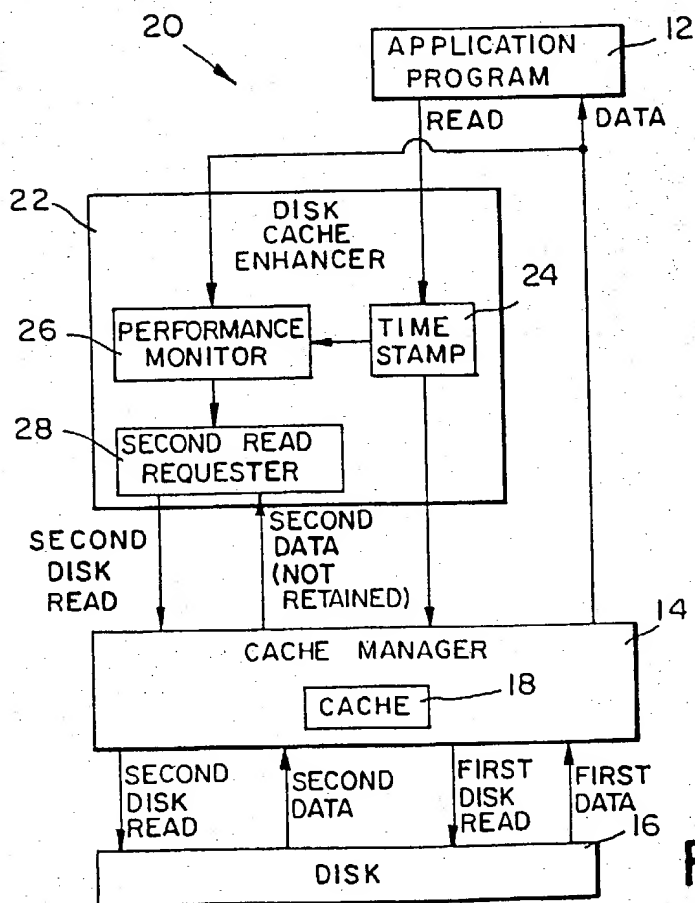 20
APPLICATION
PROGRAM
12
READ
DATA
22
DISK
CACHE
ENHANCER
24
26
PERFORMANCE
MONITOR
TIME
STAMP
28
SECOND READ
REQUESTER
SECOND
DISK
READ
SECOND
DATA
(NOT
RETAINED)
14
CACHE MANAGER
CACHE
18
SECOND
DISK
READ
SECOND
DATA
FIRST
DISK
READ
FIRST
DATA
16
DISK
F